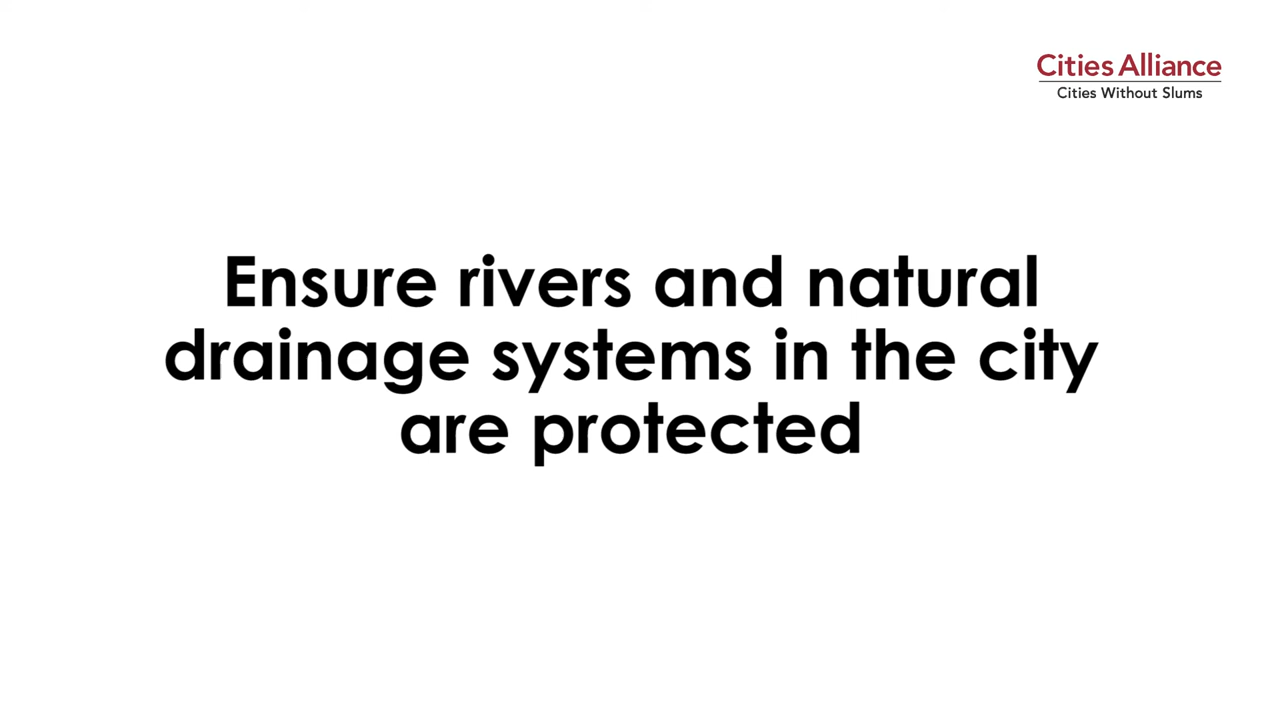 Cities Alliance
Cities Without Slums
Ensure rivers and natural
drainage systems in the city
are protected